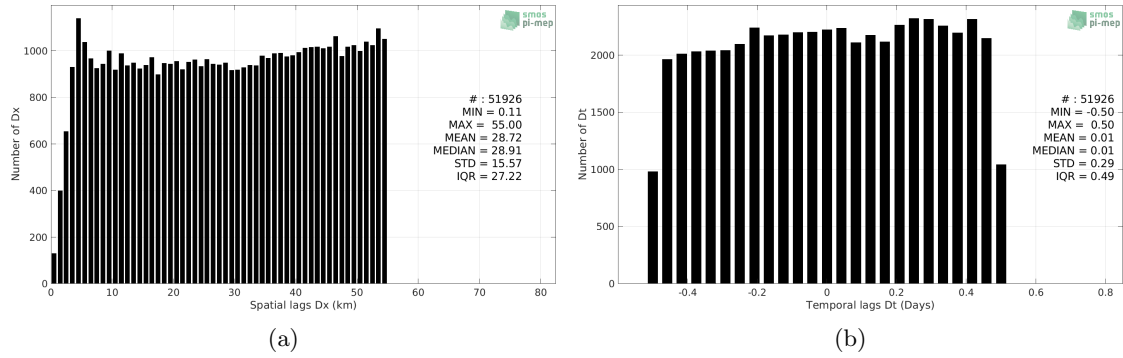 smos
pi-mep
1000
800
600
400
200
0
Number of Dx
# : 51926
MIN = 0.11
MAX = 55.00
MEAN = 28.72
MEDIAN = 28.91
STD = 15.57
IQR = 27.22
0 10 20 30 40 50 60 70 80
Spatial lags Dx (km)
(a)
smos
pi-mep
2000
1500
1000
500
0
Number of Dt
# : 51926
MIN = -0.50
MAX = 0.50
MEAN = 0.01
MEDIAN = 0.01
STD = 0.29
IQR = 0.49
-0.4 -0.2 0 0.2 0.4 0.6 0.8
Temporal lags Dt (Days)
(b)